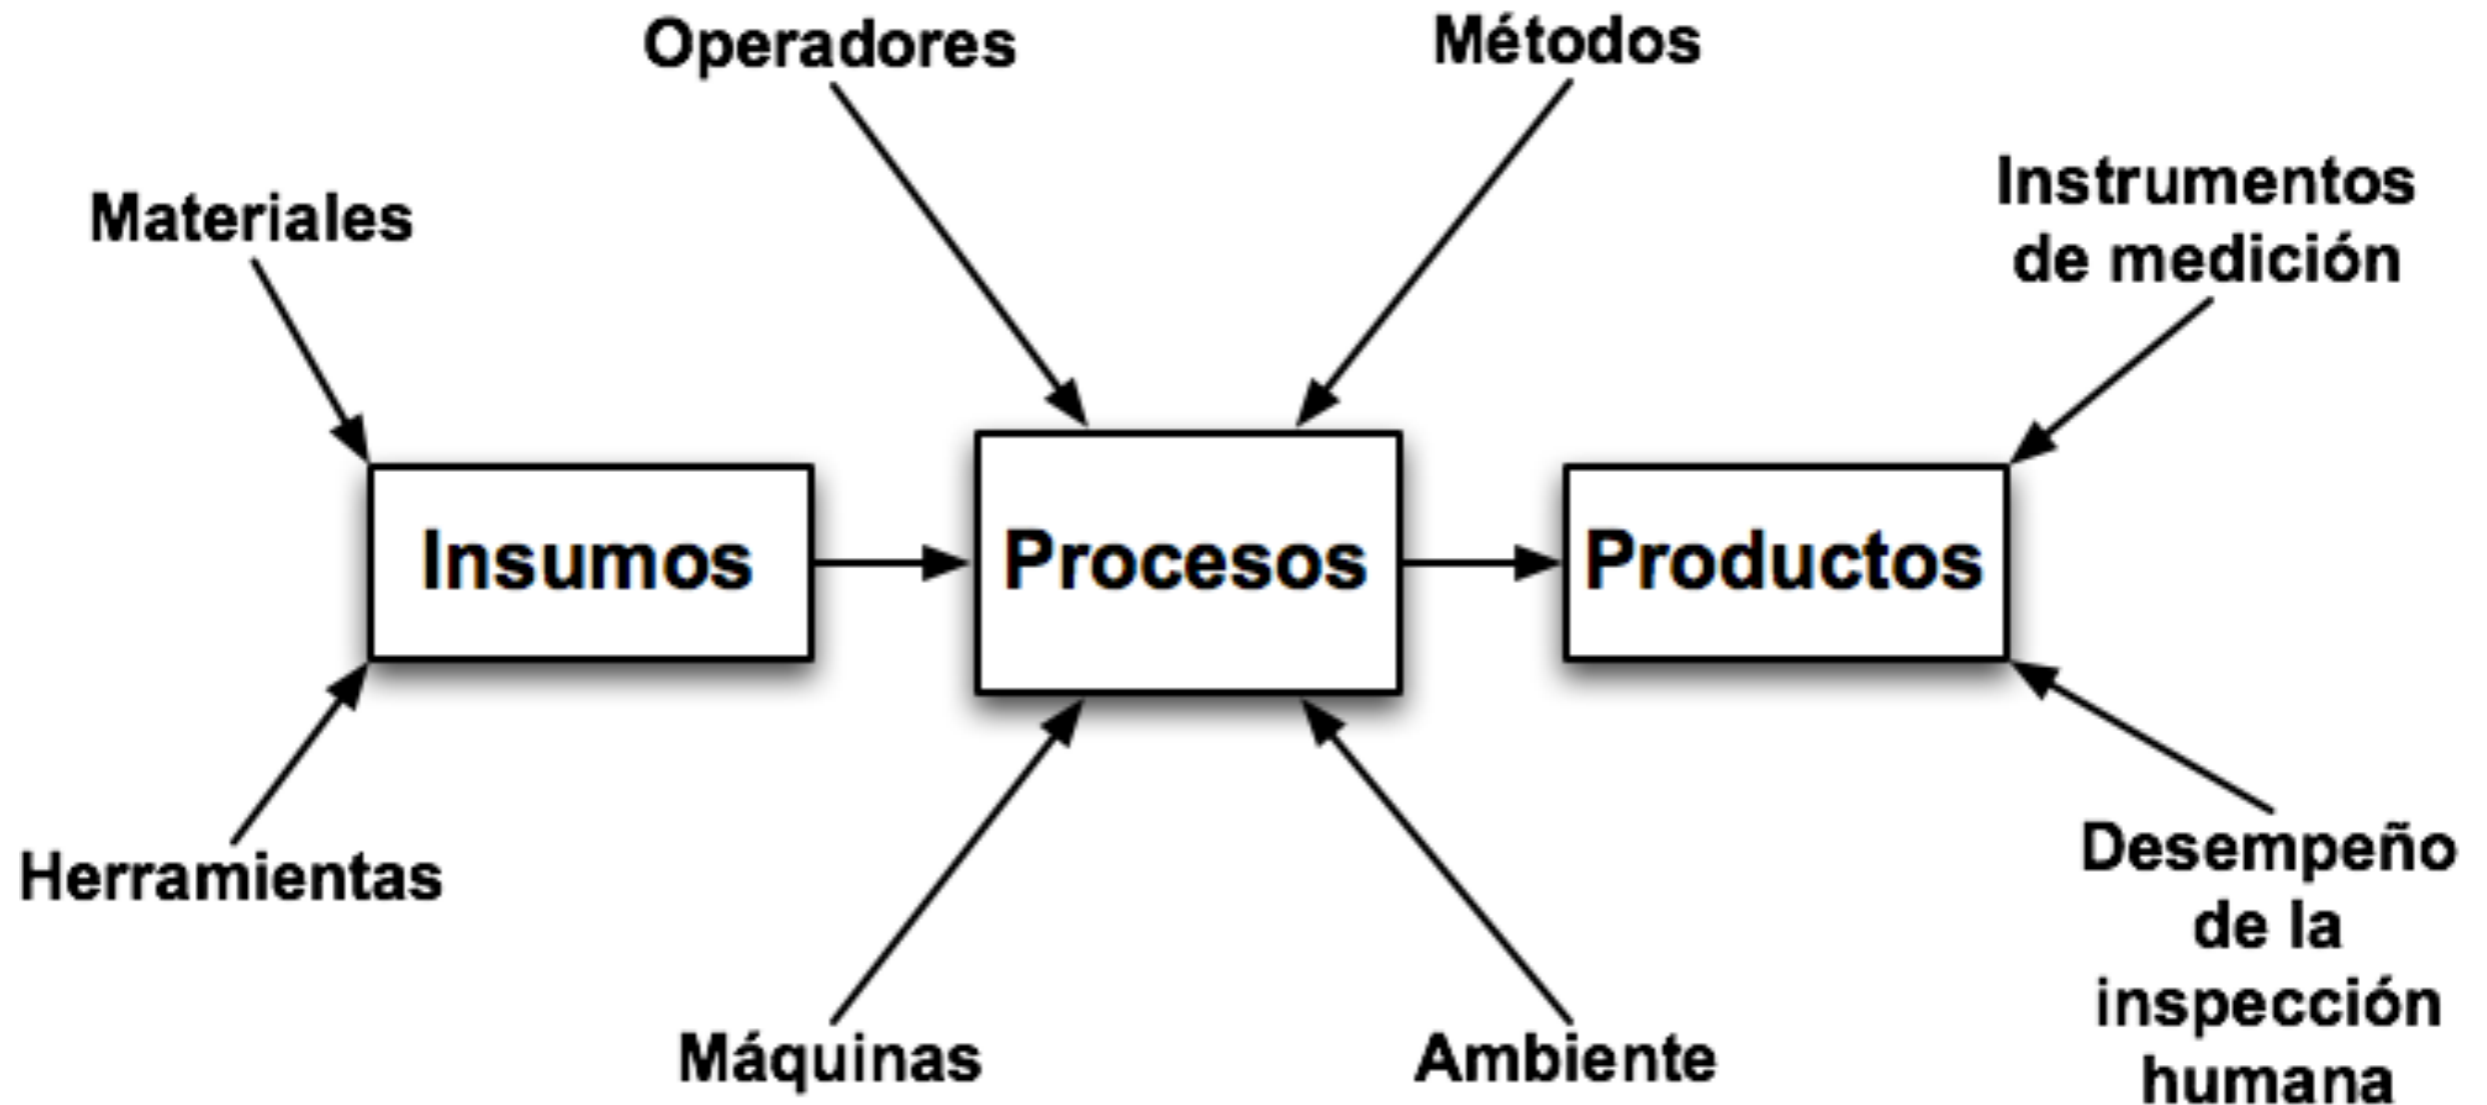 Operadores
Métodos
Materiales
Instrumentos
de medición
Insumos
Procesos
Productos
Herramientas
Máquinas
Ambiente
Desempeño
de la
inspección
humana